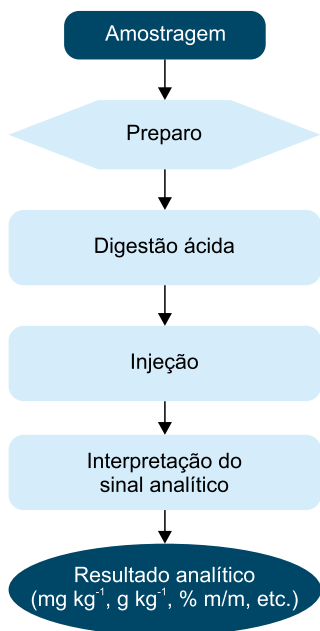 Amostragem
Preparo
Digestão ácida
Injeção
Interpretação do
sinal analítico
Resultado analítico
(mg kg⁻¹, g kg⁻¹, % m/m, etc.)